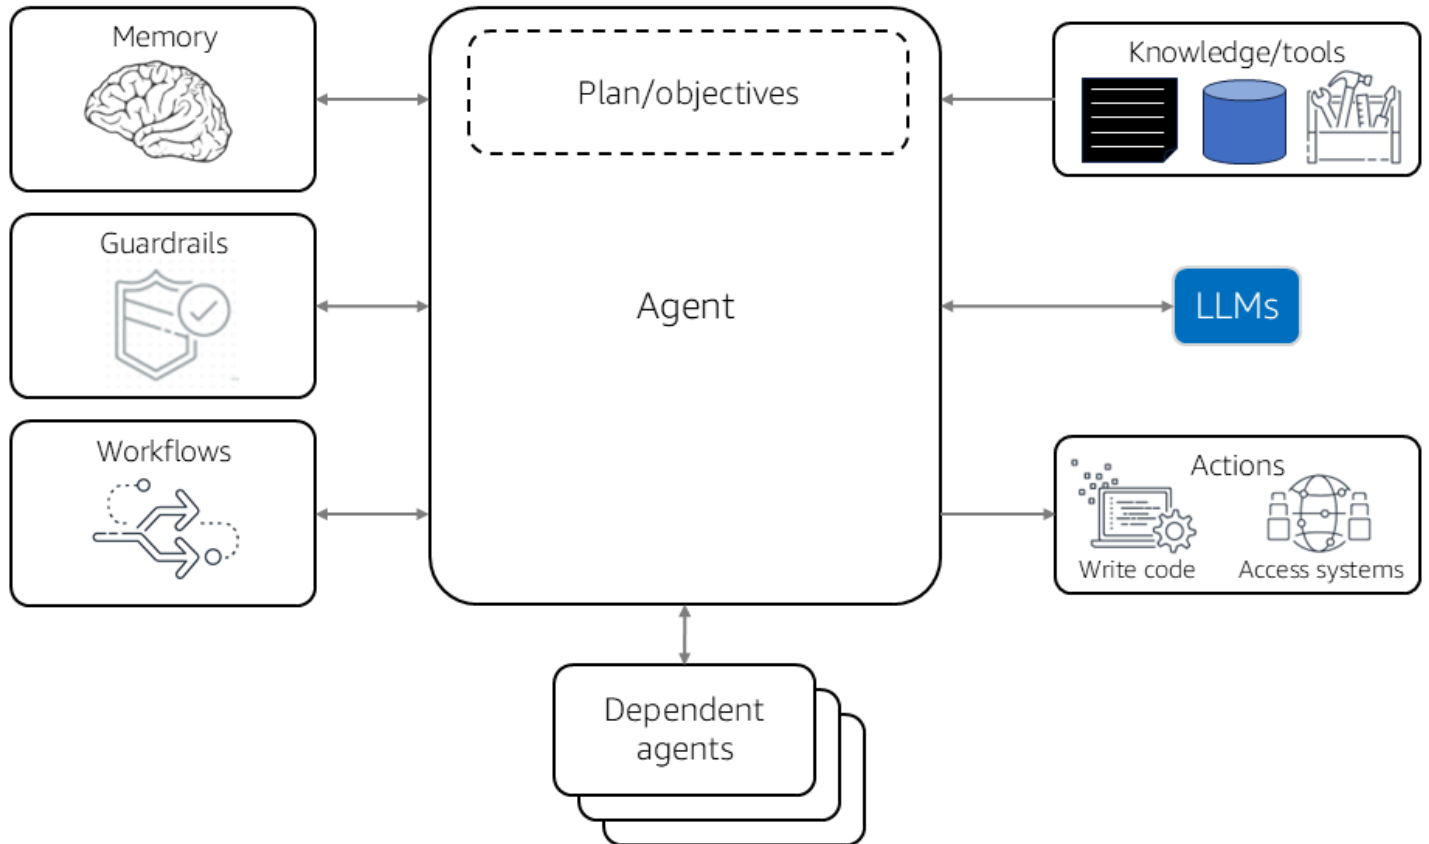 Memory
Plan/objectives
Knowledge/tools
Guardrails
Agent
LLMs
Workflows
Actions
Write code
Access systems
Dependent
agents